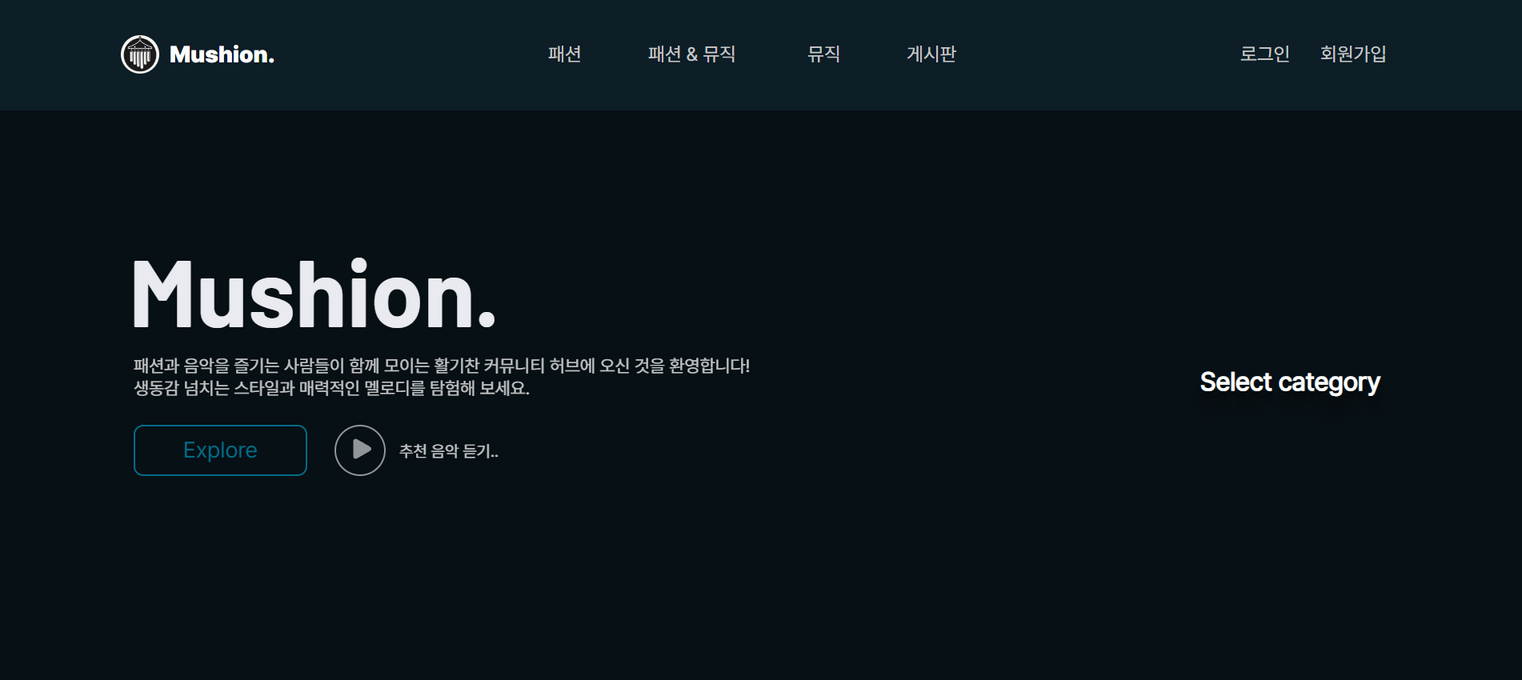 Mushion.
패션
패션 & 뮤직
뮤직
게시판
로그인
회원가입
Mushion.
패션과 음악을 즐기는 사람들이 함께 모이는 활기찬 커뮤니티 허브에 오신 것을 환영합니다!
생동감 넘치는 스타일과 매력적인 멜로디를 탐험해 보세요.
Select category
Explore
추천 음악 듣기..